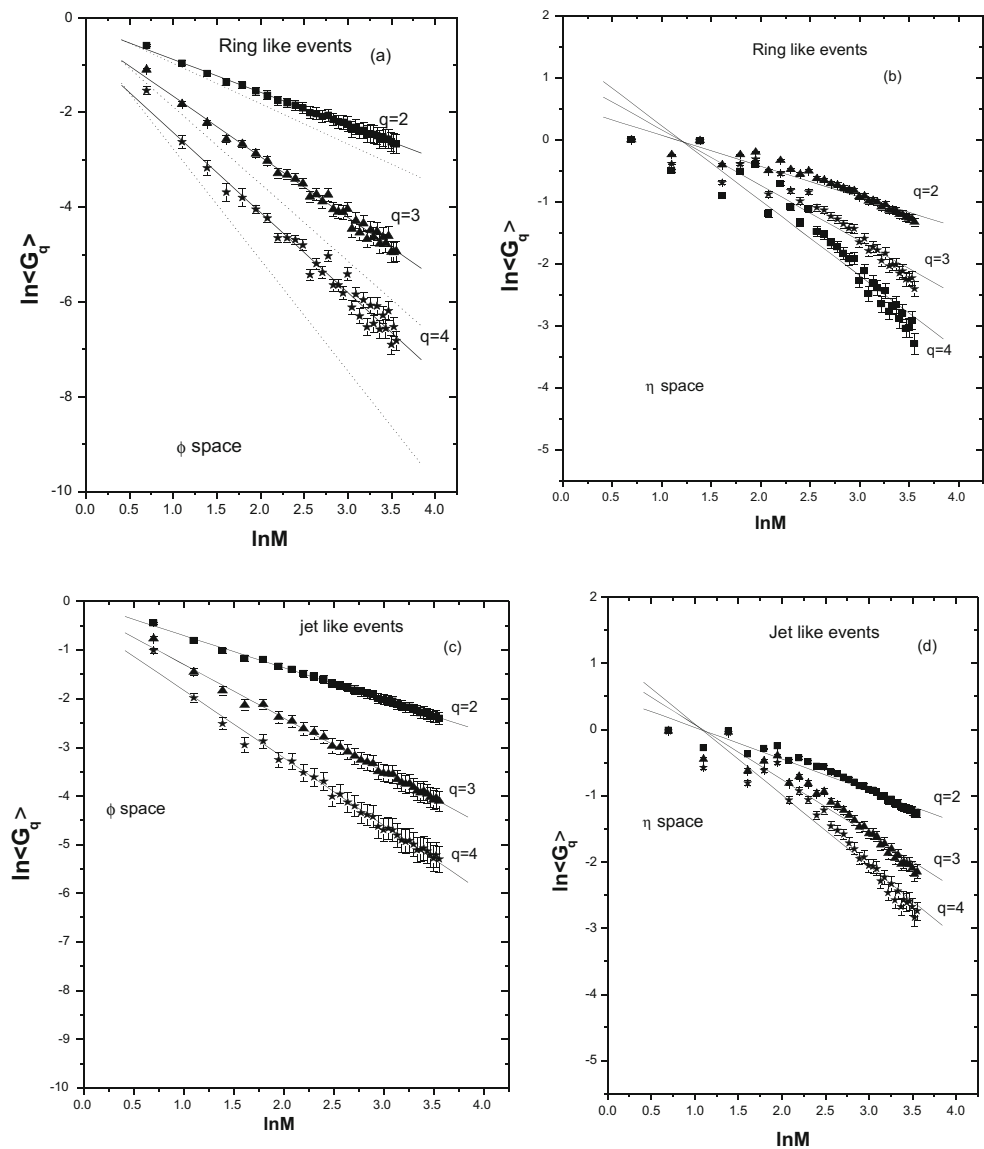 Ring like events
(a)
q=2
q=3
q=4
ϕ space
ln<G_q>
0
-2
-4
-6
-8
-10
0.0 0.5 1.0 1.5 2.0 2.5 3.0 3.5 4.0
lnM
Ring like events
(b)
q=2
q=3
q=4
η space
ln<G_q>
2
1
0
-1
-2
-3
-4
-5
0.0 0.5 1.0 1.5 2.0 2.5 3.0 3.5 4.0
lnM
jet like events
(c)
q=2
q=3
q=4
ϕ space
ln<G_q>
0
-1
-2
-3
-4
-5
-6
-7
-8
-9
-10
0.0 0.5 1.0 1.5 2.0 2.5 3.0 3.5 4.0
lnM
Jet like events
(d)
q=2
q=3
q=4
η space
ln<G_q>
2
1
0
-1
-2
-3
-4
-5
0.0 0.5 1.0 1.5 2.0 2.5 3.0 3.5 4.0
lnM